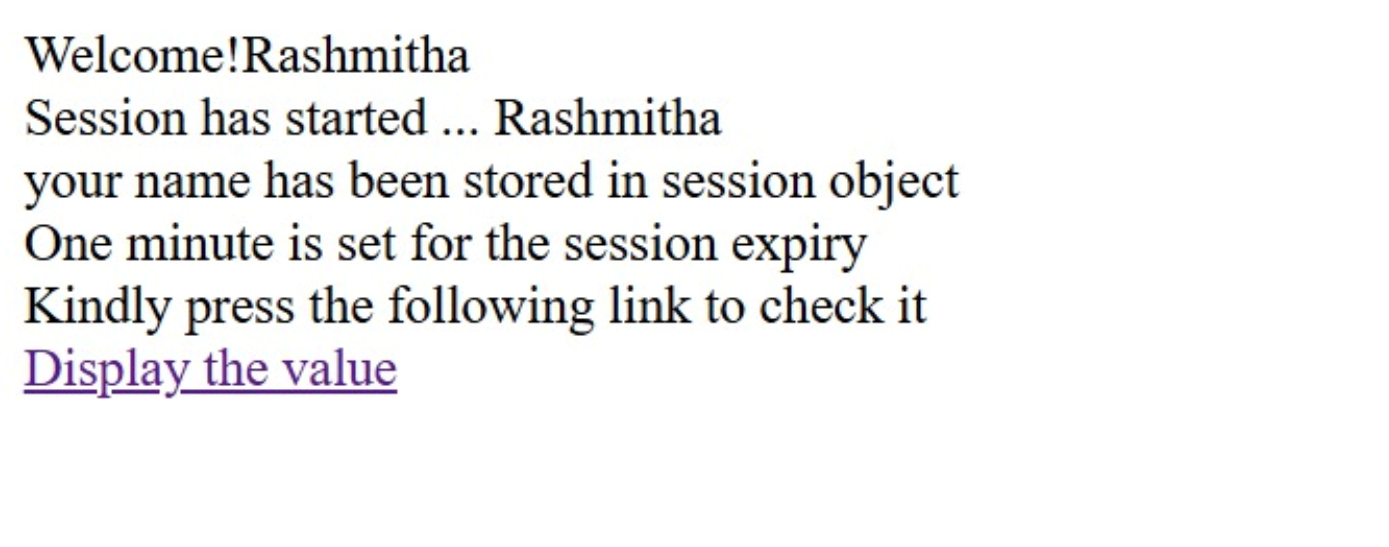 Welcome!Rashmitha
Session has started ... Rashmitha
your name has been stored in session object
One minute is set for the session expiry
Kindly press the following link to check it
Display the value